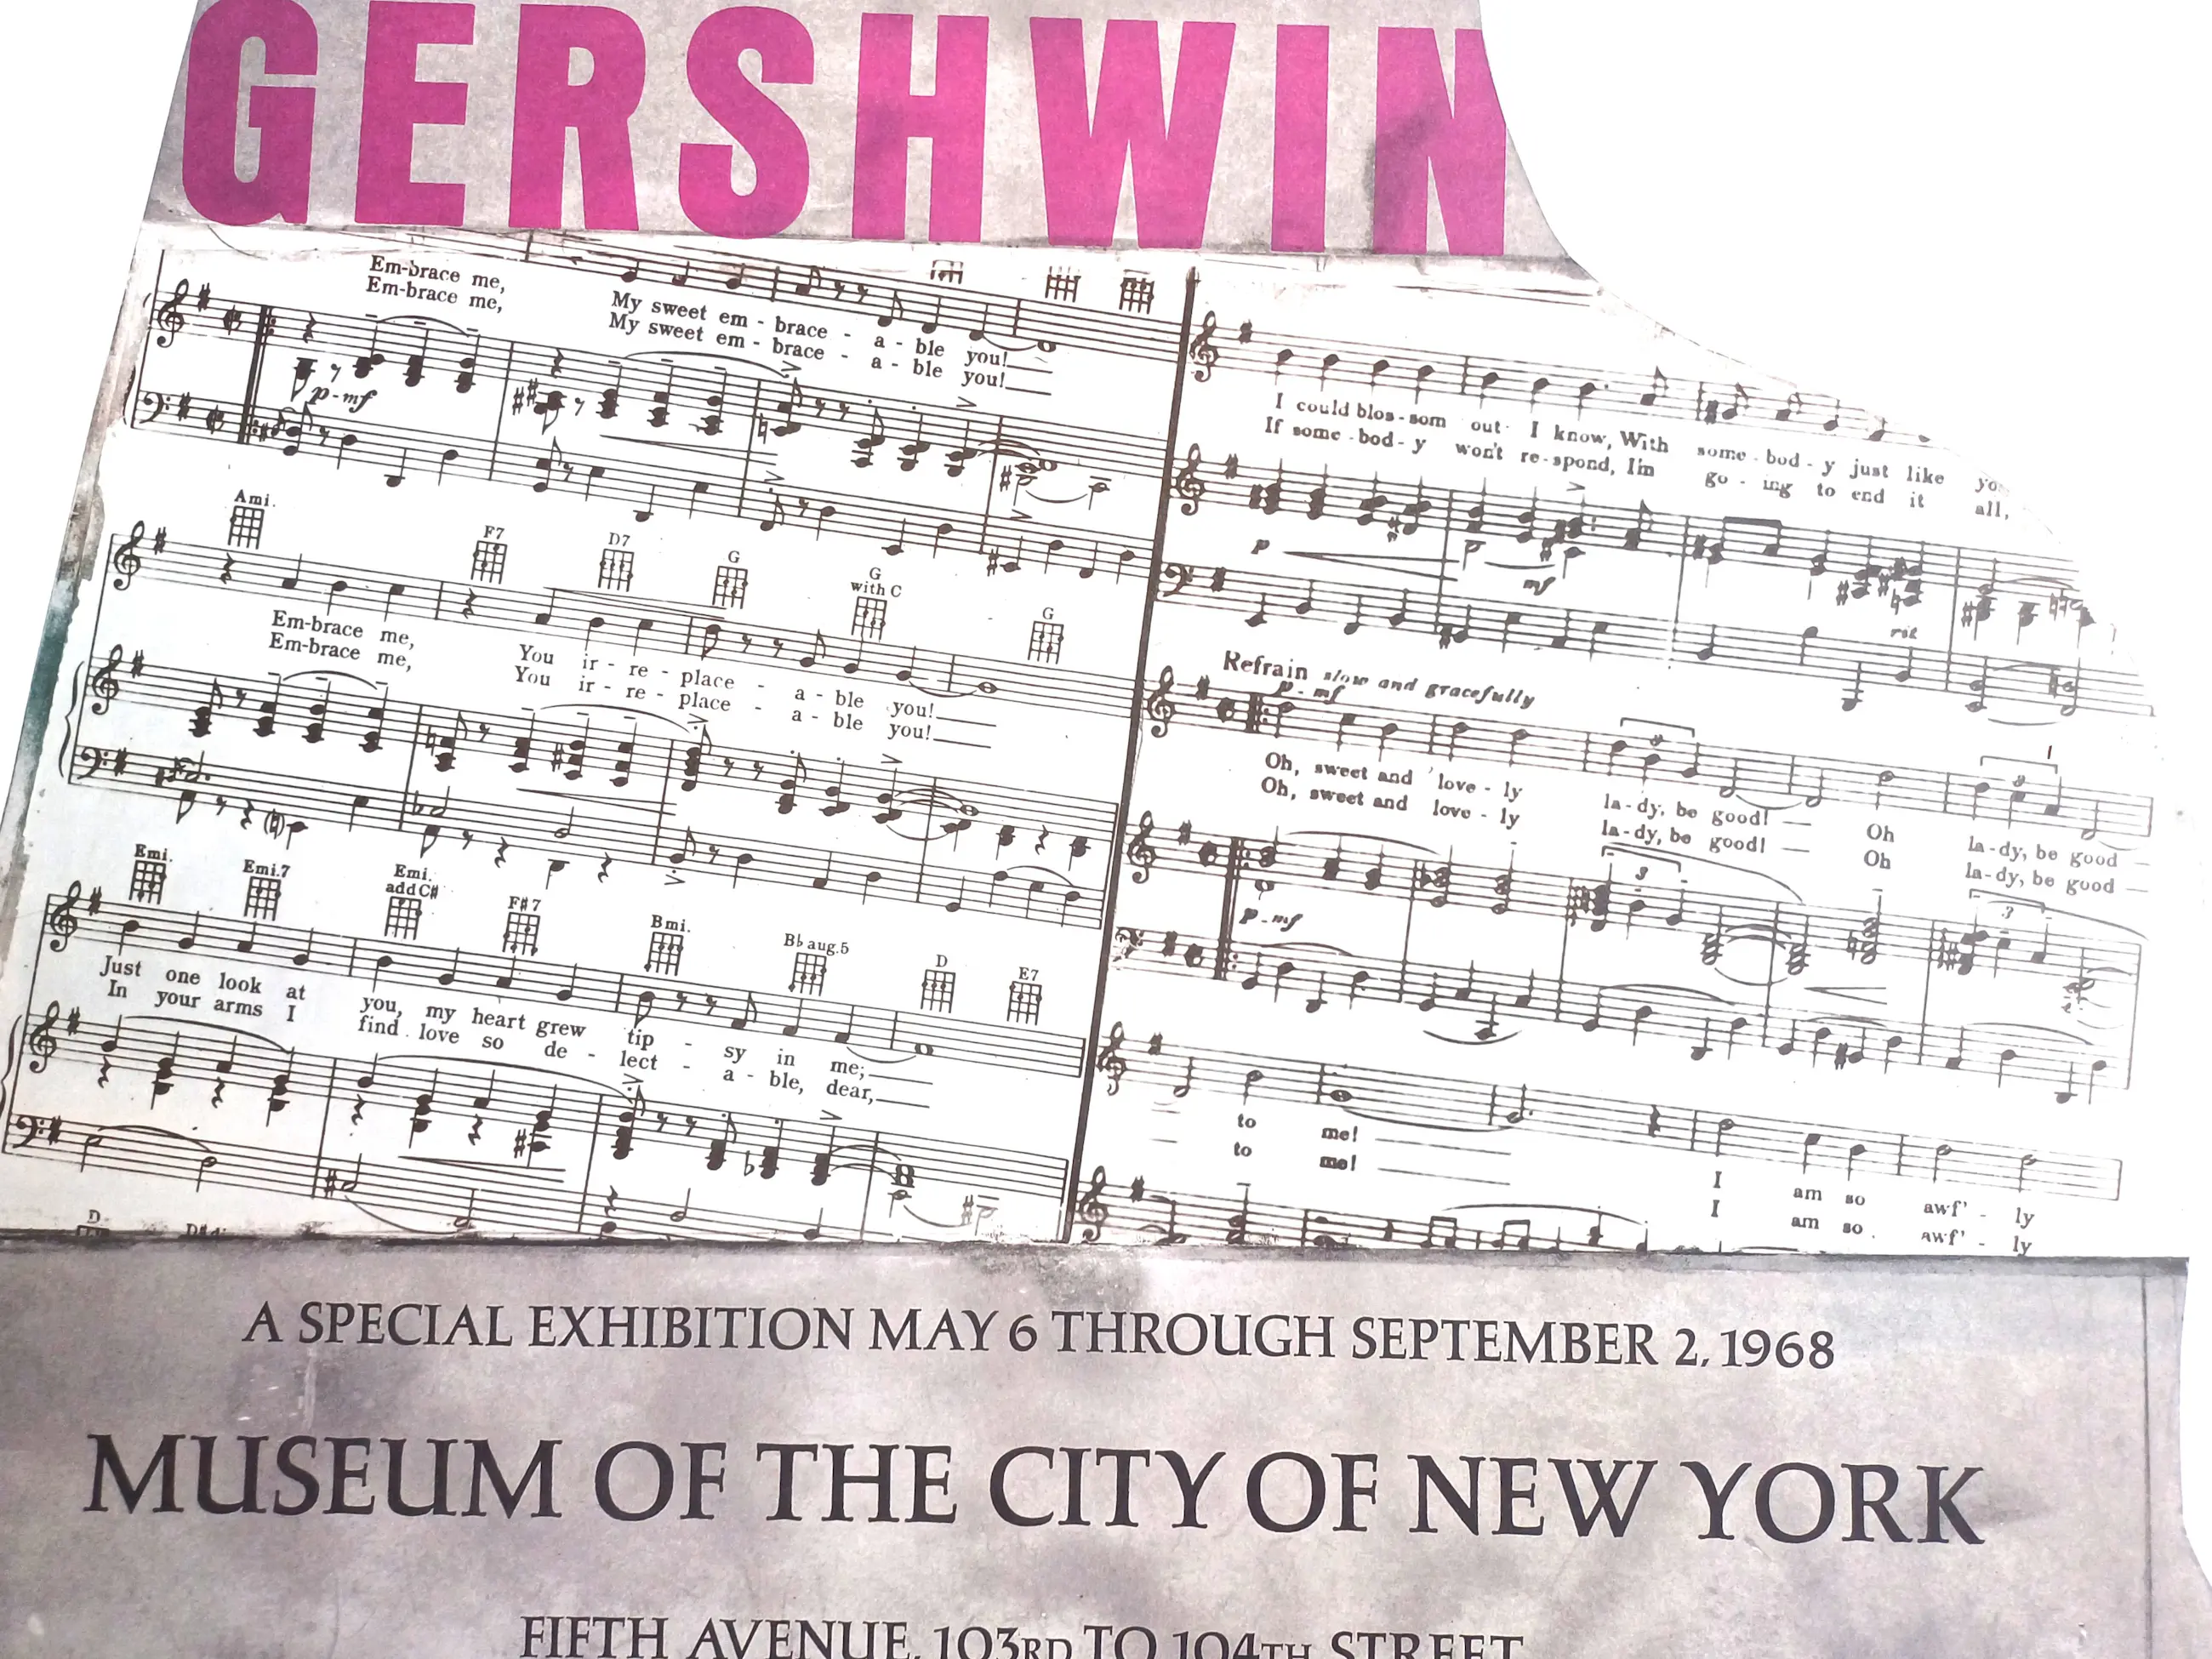 GERSHWIN
Em-brace me, My sweet em - brace - a - ble you!
Em-brace me, My sweet em - brace - a - ble you!
p-mf
Ami. F7 D7 G G with C G
Em-brace me, You ir - re - place - a - ble you!
Em-brace me, You ir - re - place - a - ble you!
Emi. Emi.7 Emi. add C# F#7 Bmi. Bb aug.5 D E7
Just one look at you, my heart grew tip - sy in me;
In your arms I find love so de - lect - a - ble, dear,
D
I could blos-som out I know, With some-bod-y just like
If some-bod-y won't re-spond, I'm go - ing to end it all,
p mf
rit
Refrain slow and gracefully
p-mf
Oh, sweet and love - ly la-dy, be good! Oh la-dy, be good
Oh, sweet and love - ly la-dy, be good! Oh la-dy, be good
p-mf
to me! I am so awf' - ly
to me! I am so awf' - ly
A SPECIAL EXHIBITION MAY 6 THROUGH SEPTEMBER 2, 1968
MUSEUM OF THE CITY OF NEW YORK
FIFTH AVENUE, 103RD TO 104TH STREET